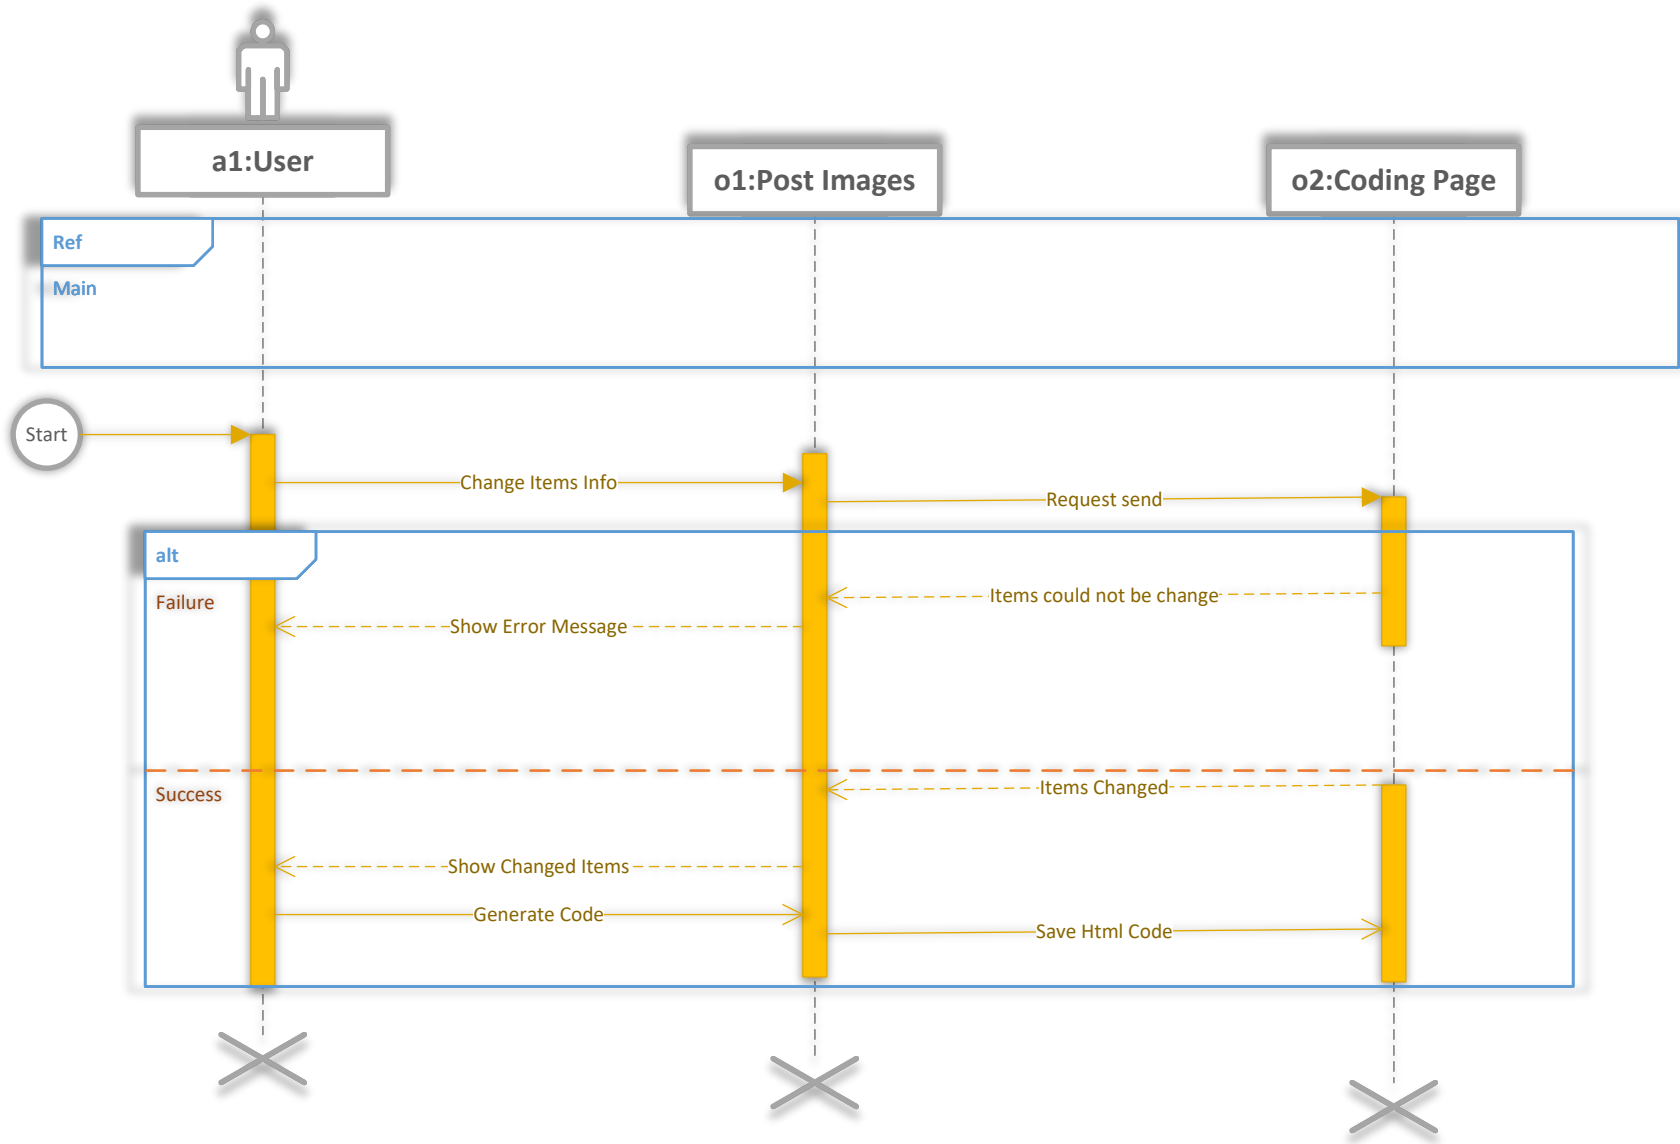 a1:User
o1:Post Images
o2:Coding Page
Ref
Main
Start
Change Items Info
Request send
alt
Failure
Items could not be change
Show Error Message
Success
Items Changed
Show Changed Items
Generate Code
Save Html Code